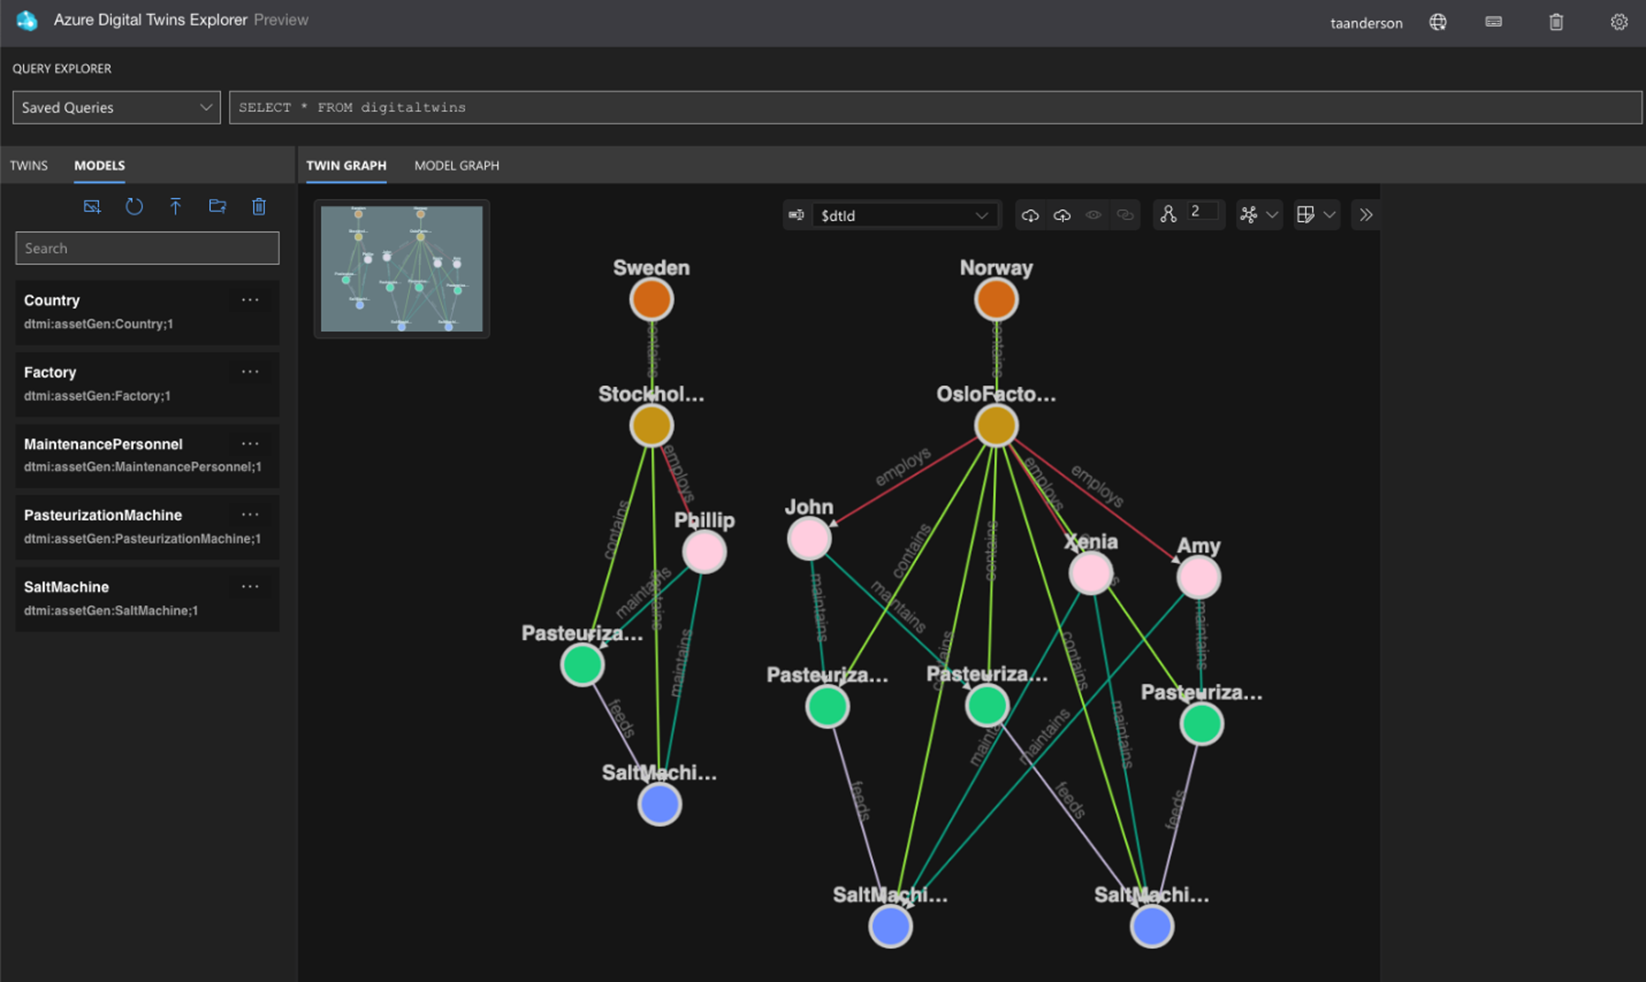 Azure Digital Twins Explorer Preview
taanderson
QUERY EXPLORER
Saved Queries
SELECT * FROM digitaltwins
TWINS
MODELS
TWIN GRAPH
MODEL GRAPH
$dtId
2
Search
Country
dtmi:assetGen:Country;1
Factory
dtmi:assetGen:Factory;1
MaintenancePersonnel
dtmi:assetGen:MaintenancePersonnel;1
PasteurizationMachine
dtmi:assetGen:PasteurizationMachine;1
SaltMachine
dtmi:assetGen:SaltMachine;1
Sweden
Norway
contains
contains
Stockhol...
OsloFacto...
employs
employs
employs
employs
John
Phillip
Xenia
Amy
contains
contains
contains
maintains
maintains
maintains
maintains
Pasteuriza...
Pasteuriza...
Pasteuriza...
Pasteuriza...
contains
maintains
maintains
maintains
feeds
SaltMachi...
feeds
feeds
feeds
SaltMachi...
SaltMachi...